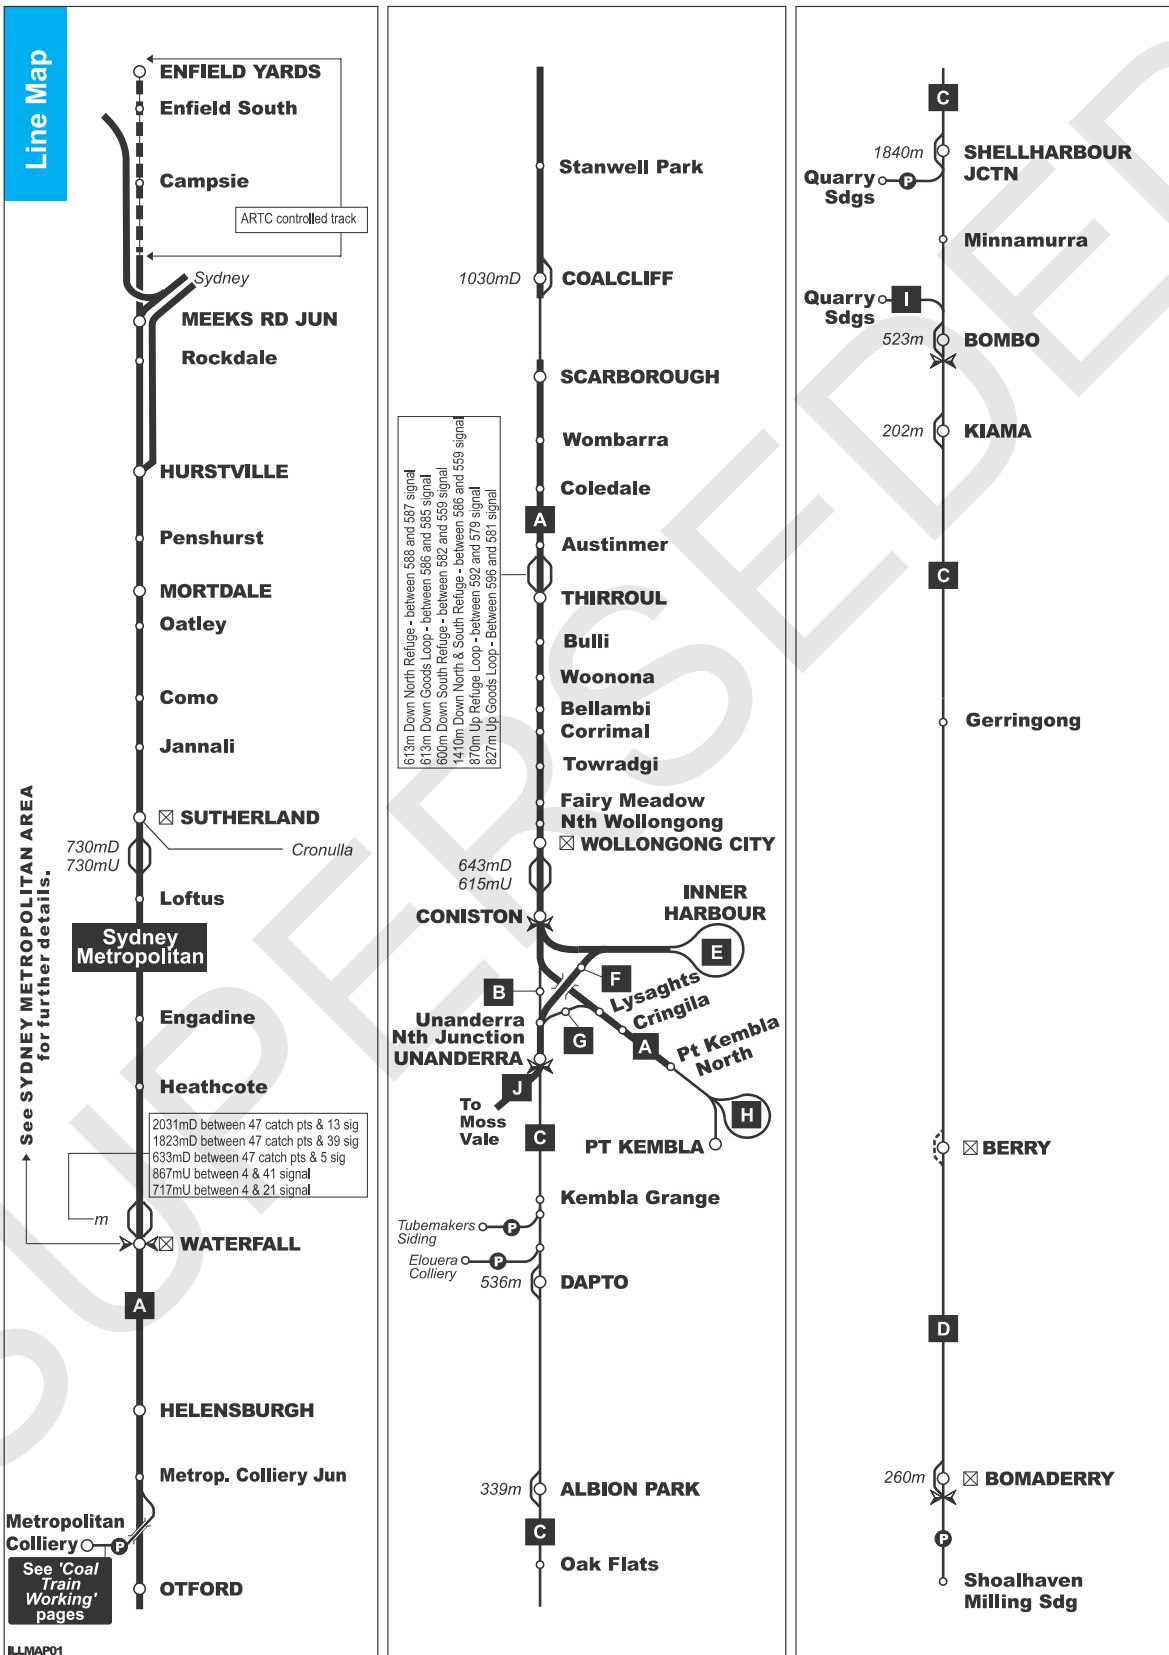 Line Map
ENFIELD YARDS
Enfield South
Campsie
ARTC controlled track
Sydney
MEEKS RD JUN
Rockdale
HURSTVILLE
Penshurst
MORTDALE
Oatley
Como
Jannali
SUTHERLAND
730mD
730mU
Cronulla
Loftus
Sydney
Metropolitan
See SYDNEY METROPOLITAN AREA
for further details.
Engadine
Heathcote
2031mD between 47 catch pts & 13 sig
1823mD between 47 catch pts & 39 sig
633mD between 47 catch pts & 5 sig
867mU between 4 & 41 signal
717mU between 4 & 21 signal
m
WATERFALL
A
HELENSBURGH
Metrop. Colliery Jun
Metropolitan
Colliery
P
See 'Coal
Train
Working'
pages
OTFORD
ILLMAP01
Stanwell Park
1030mD
COALCLIFF
SCARBOROUGH
Wombarra
Coledale
A
Austinmer
613m Down North Refuge - between 588 and 587 signal
613m Down Goods Loop - between 586 and 585 signal
600m Down South Refuge - between 582 and 559 signal
1410m Down North & South Refuge - between 586 and 559 signal
870m Up Refuge Loop - between 592 and 579 signal
827m Up Goods Loop - Between 596 and 581 signal
THIRROUL
Bulli
Woonona
Bellambi
Corrimal
Towradgi
Fairy Meadow
Nth Wollongong
WOLLONGONG CITY
643mD
615mU
CONISTON
INNER
HARBOUR
E
F
B
Lysaghts
Cringila
Unanderra
Nth Junction
G
A
UNANDERRA
Pt Kembla
North
J
To
Moss
Vale
H
C
PT KEMBLA
Kembla Grange
Tubemakers
Siding
P
Elouera
Colliery
P
536m
DAPTO
339m
ALBION PARK
C
Oak Flats
C
1840m
SHELLHARBOUR
JCTN
Quarry
Sdgs
P
Minnamurra
Quarry
Sdgs
I
523m
BOMBO
202m
KIAMA
C
Gerringong
BERRY
D
260m
BOMADERRY
P
Shoalhaven
Milling Sdg
SUPERSEDED